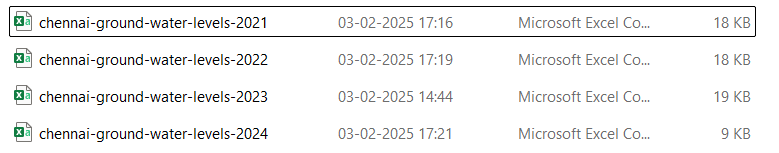 chennai-ground-water-levels-2021 03-02-2025 17:16 Microsoft Excel Co... 18 KB
chennai-ground-water-levels-2022 03-02-2025 17:19 Microsoft Excel Co... 18 KB
chennai-ground-water-levels-2023 03-02-2025 14:44 Microsoft Excel Co... 19 KB
chennai-ground-water-levels-2024 03-02-2025 17:21 Microsoft Excel Co... 9 KB